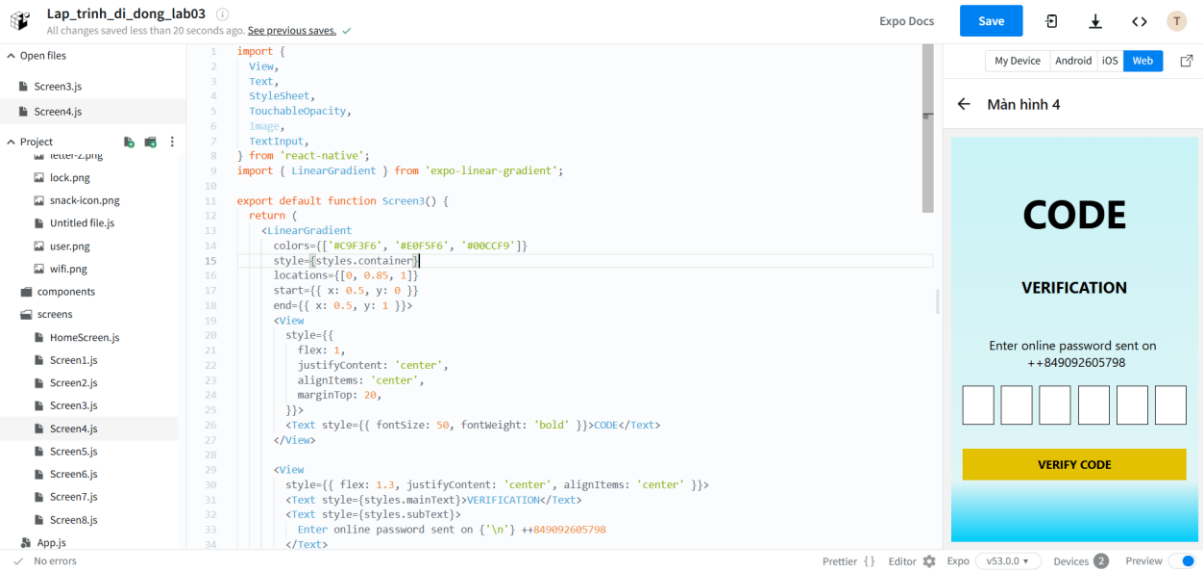 Lap_trinh_di_dong_lab03
All changes saved less than 20 seconds ago. See previous saves.
Expo Docs
Save
T
Open files
Screen3.js
Screen4.js
Project
letter-z.png
lock.png
snack-icon.png
Untitled file.js
user.png
wifi.png
components
screens
HomeScreen.js
Screen1.js
Screen2.js
Screen3.js
Screen4.js
Screen5.js
Screen6.js
Screen7.js
Screen8.js
App.js
1 import {
2 View,
3 Text,
4 StyleSheet,
5 TouchableOpacity,
6 Image,
7 TextInput,
8 } from 'react-native';
9 import { LinearGradient } from 'expo-linear-gradient';
10
11 export default function Screen3() {
12 return (
13 <LinearGradient
14 colors={['#C9F3F6', '#E0F5F6', '#00CCF9']}
15 style={styles.container}
16 locations={[0, 0.85, 1]}
17 start={{ x: 0.5, y: 0 }}
18 end={{ x: 0.5, y: 1 }}>
19 <View
20 style={{
21 flex: 1,
22 justifyContent: 'center',
23 alignItems: 'center',
24 marginTop: 20,
25 }}>
26 <Text style={{ fontSize: 50, fontWeight: 'bold' }}>CODE</Text>
27 </View>
28
29 <View
30 style={{ flex: 1.3, justifyContent: 'center', alignItems: 'center' }}>
31 <Text style={styles.mainText}>VERIFICATION</Text>
32 <Text style={styles.subText}>
33 Enter online password sent on {'\n'} ++849092605798
34 </Text>
My Device
Android
iOS
Web
Màn hình 4
CODE
VERIFICATION
Enter online password sent on
++849092605798
VERIFY CODE
No errors
Prettier {}
Editor
Expo
v53.0.0
Devices 2
Preview